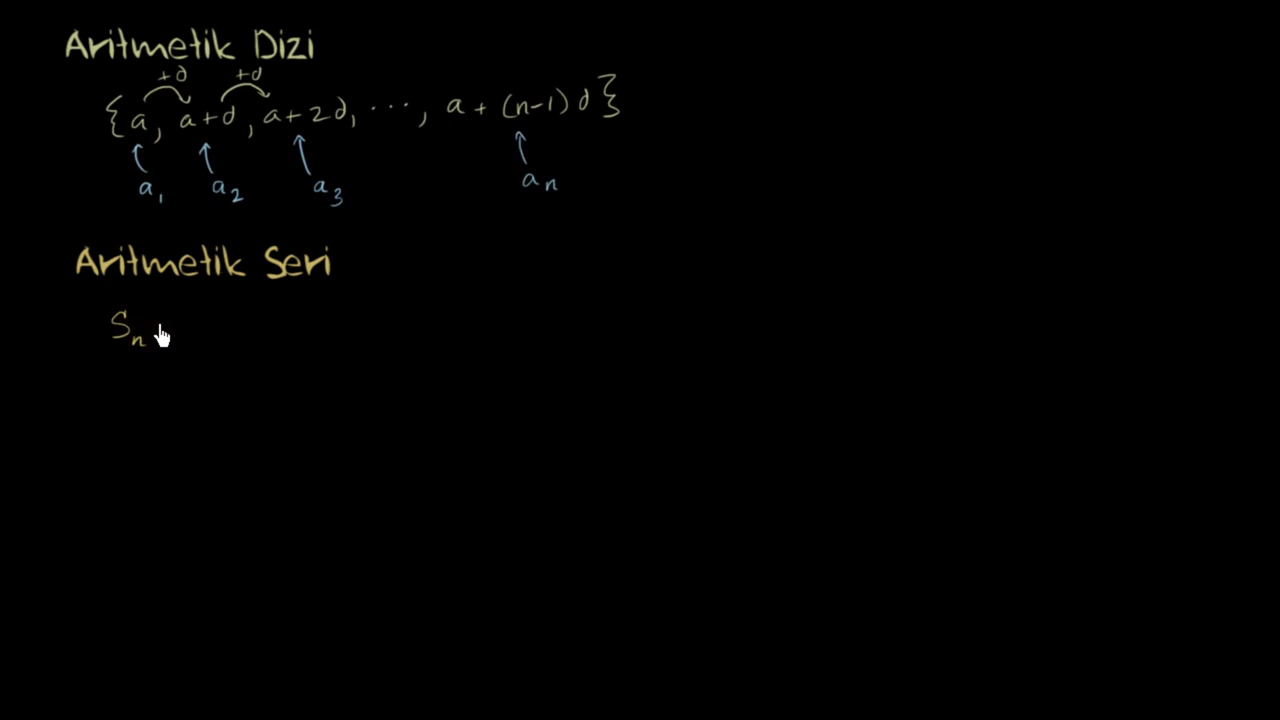 Aritmetik Dizi
+d +d
{a, a+d, a+2d, ..., a + (n-1) d}
a₁ a₂ a₃ aₙ
Aritmetik Seri
Sₙ